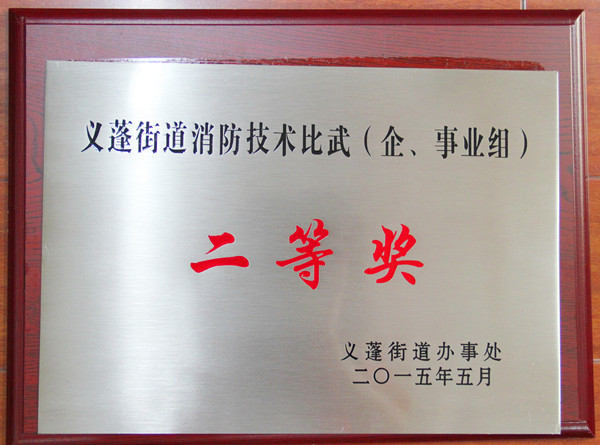 义蓬街道消防技术比武（企、事业组）
二等奖
义蓬街道办事处
二〇一五年五月